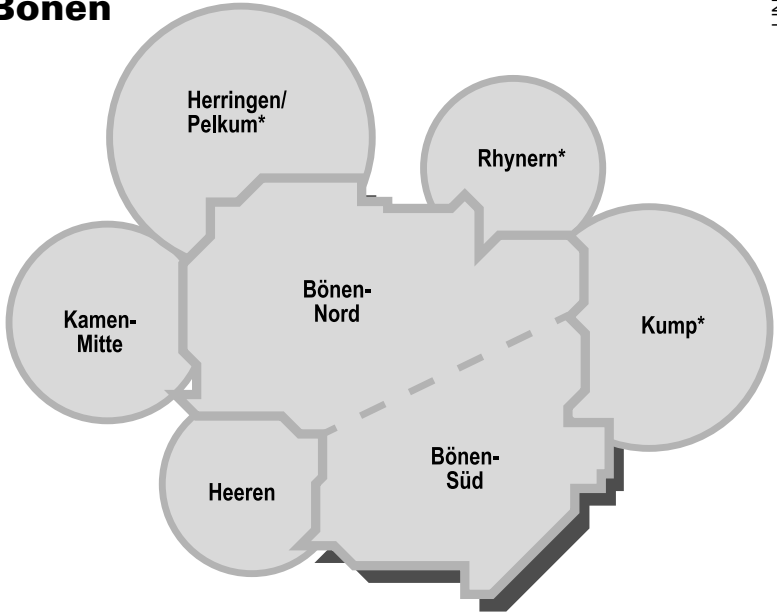 Bönen
Herringen/
Pelkum*
Rhynern*
Bönen-
Nord
Kamen-
Mitte
Kump*
Bönen-
Süd
Heeren